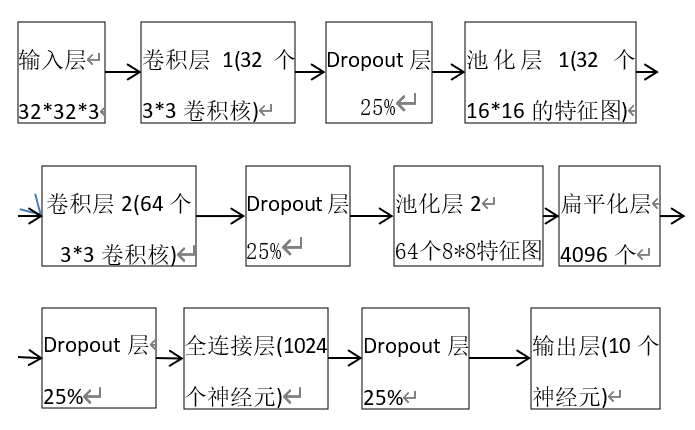 输入层
32*32*3
卷积层 1(32 个
3*3 卷积核)
Dropout 层
25%
池化层 1(32 个
16*16 的特征图)
卷积层 2(64 个
3*3 卷积核)
Dropout 层
25%
池化层 2
64个8*8特征图
扁平化层
4096 个
Dropout 层
25%
全连接层(1024
个神经元)
Dropout 层
25%
输出层(10 个
神经元)